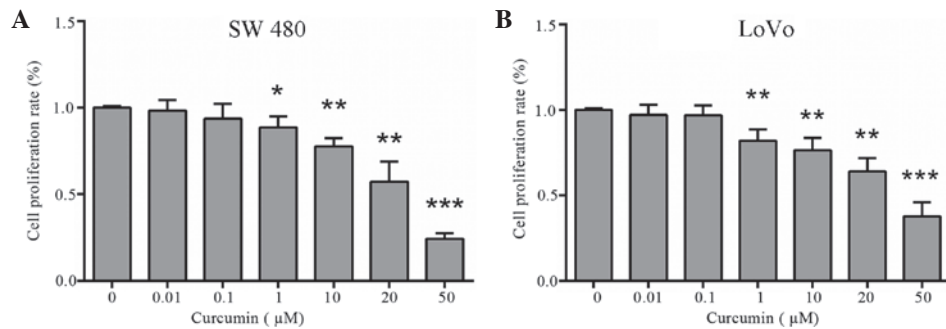 A
SW 480
Cell proliferation rate (%)
1.5
1.0
0.5
0.0
*
**
**
***
0 0.01 0.1 1 10 20 50
Curcumin ( µM)
B
LoVo
Cell proliferation rate (%)
1.5
1.0
0.5
0.0
**
**
**
***
0 0.01 0.1 1 10 20 50
Curcumin ( µM)